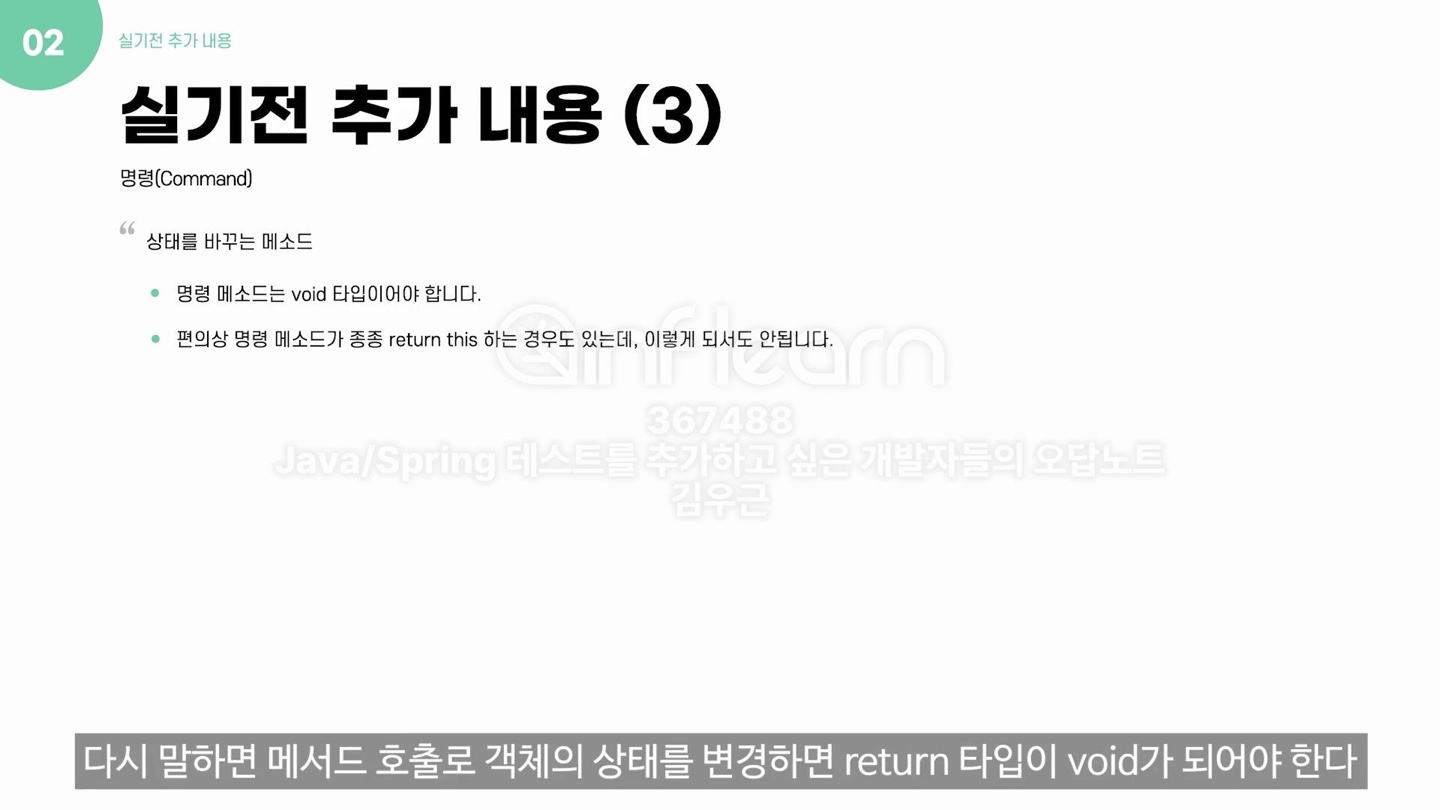 02
실기전 추가 내용
실기전 추가 내용 (3)
명령(Command)
“ 상태를 바꾸는 메소드
• 명령 메소드는 void 타입이어야 합니다.
• 편의상 명령 메소드가 종종 return this 하는 경우도 있는데, 이렇게 되서도 안됩니다.
inflearn
367488
Java/Spring 테스트를 추가하고 싶은 개발자들의 오답노트
김우근
다시 말하면 메서드 호출로 객체의 상태를 변경하면 return 타입이 void가 되어야 한다